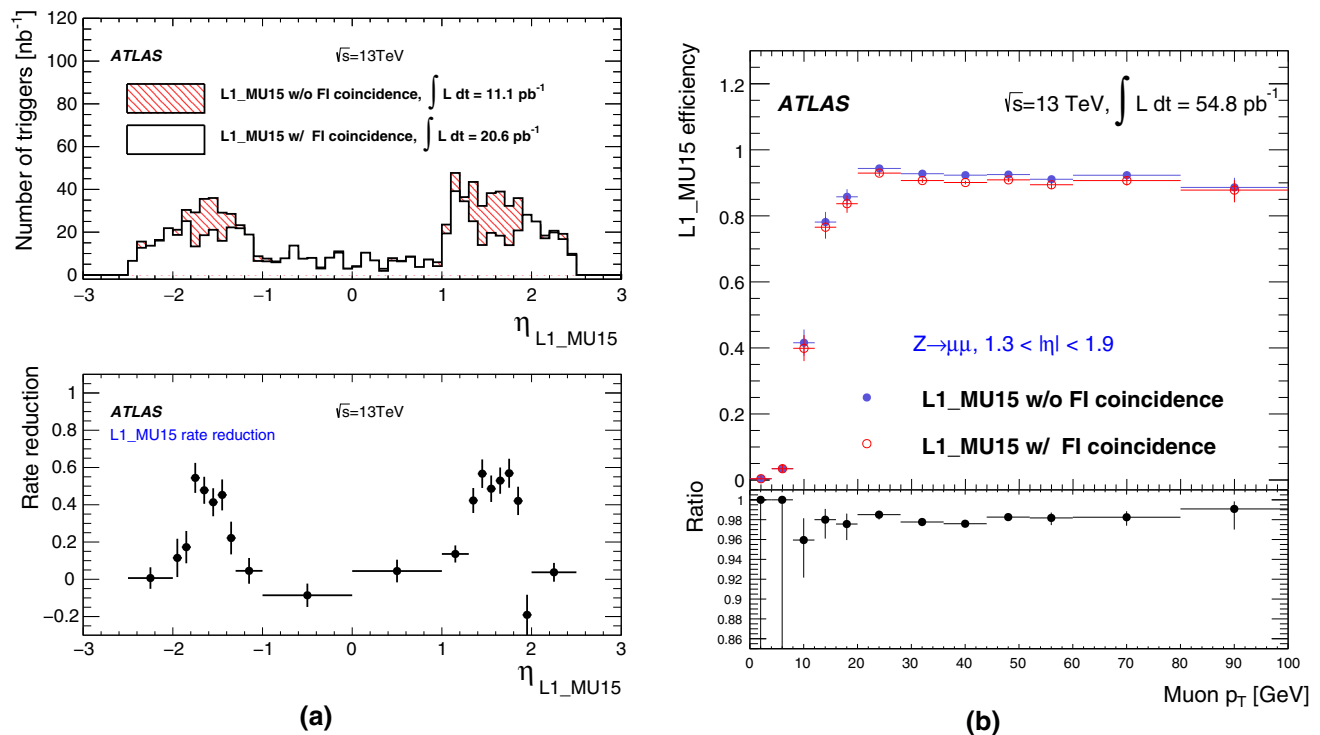 Number of triggers [nb⁻¹]
120
100
80
60
40
20
0
ATLAS √s=13TeV
L1_MU15 w/o FI coincidence, ∫ L dt = 11.1 pb⁻¹
L1_MU15 w/ FI coincidence, ∫ L dt = 20.6 pb⁻¹
−3 −2 −1 0 1 2 3
η L1_MU15
Rate reduction
1
0.8
0.6
0.4
0.2
0
−0.2
ATLAS √s=13TeV
L1_MU15 rate reduction
−3 −2 −1 0 1 2 3
η L1_MU15
(a)
L1_MU15 efficiency
1.2
1
0.8
0.6
0.4
0.2
0
ATLAS √s=13 TeV, ∫ L dt = 54.8 pb⁻¹
Z→μμ, 1.3 < |η| < 1.9
L1_MU15 w/o FI coincidence
L1_MU15 w/ FI coincidence
Ratio
1
0.98
0.96
0.94
0.92
0.9
0.88
0.86
0 10 20 30 40 50 60 70 80 90 100
Muon p_T [GeV]
(b)